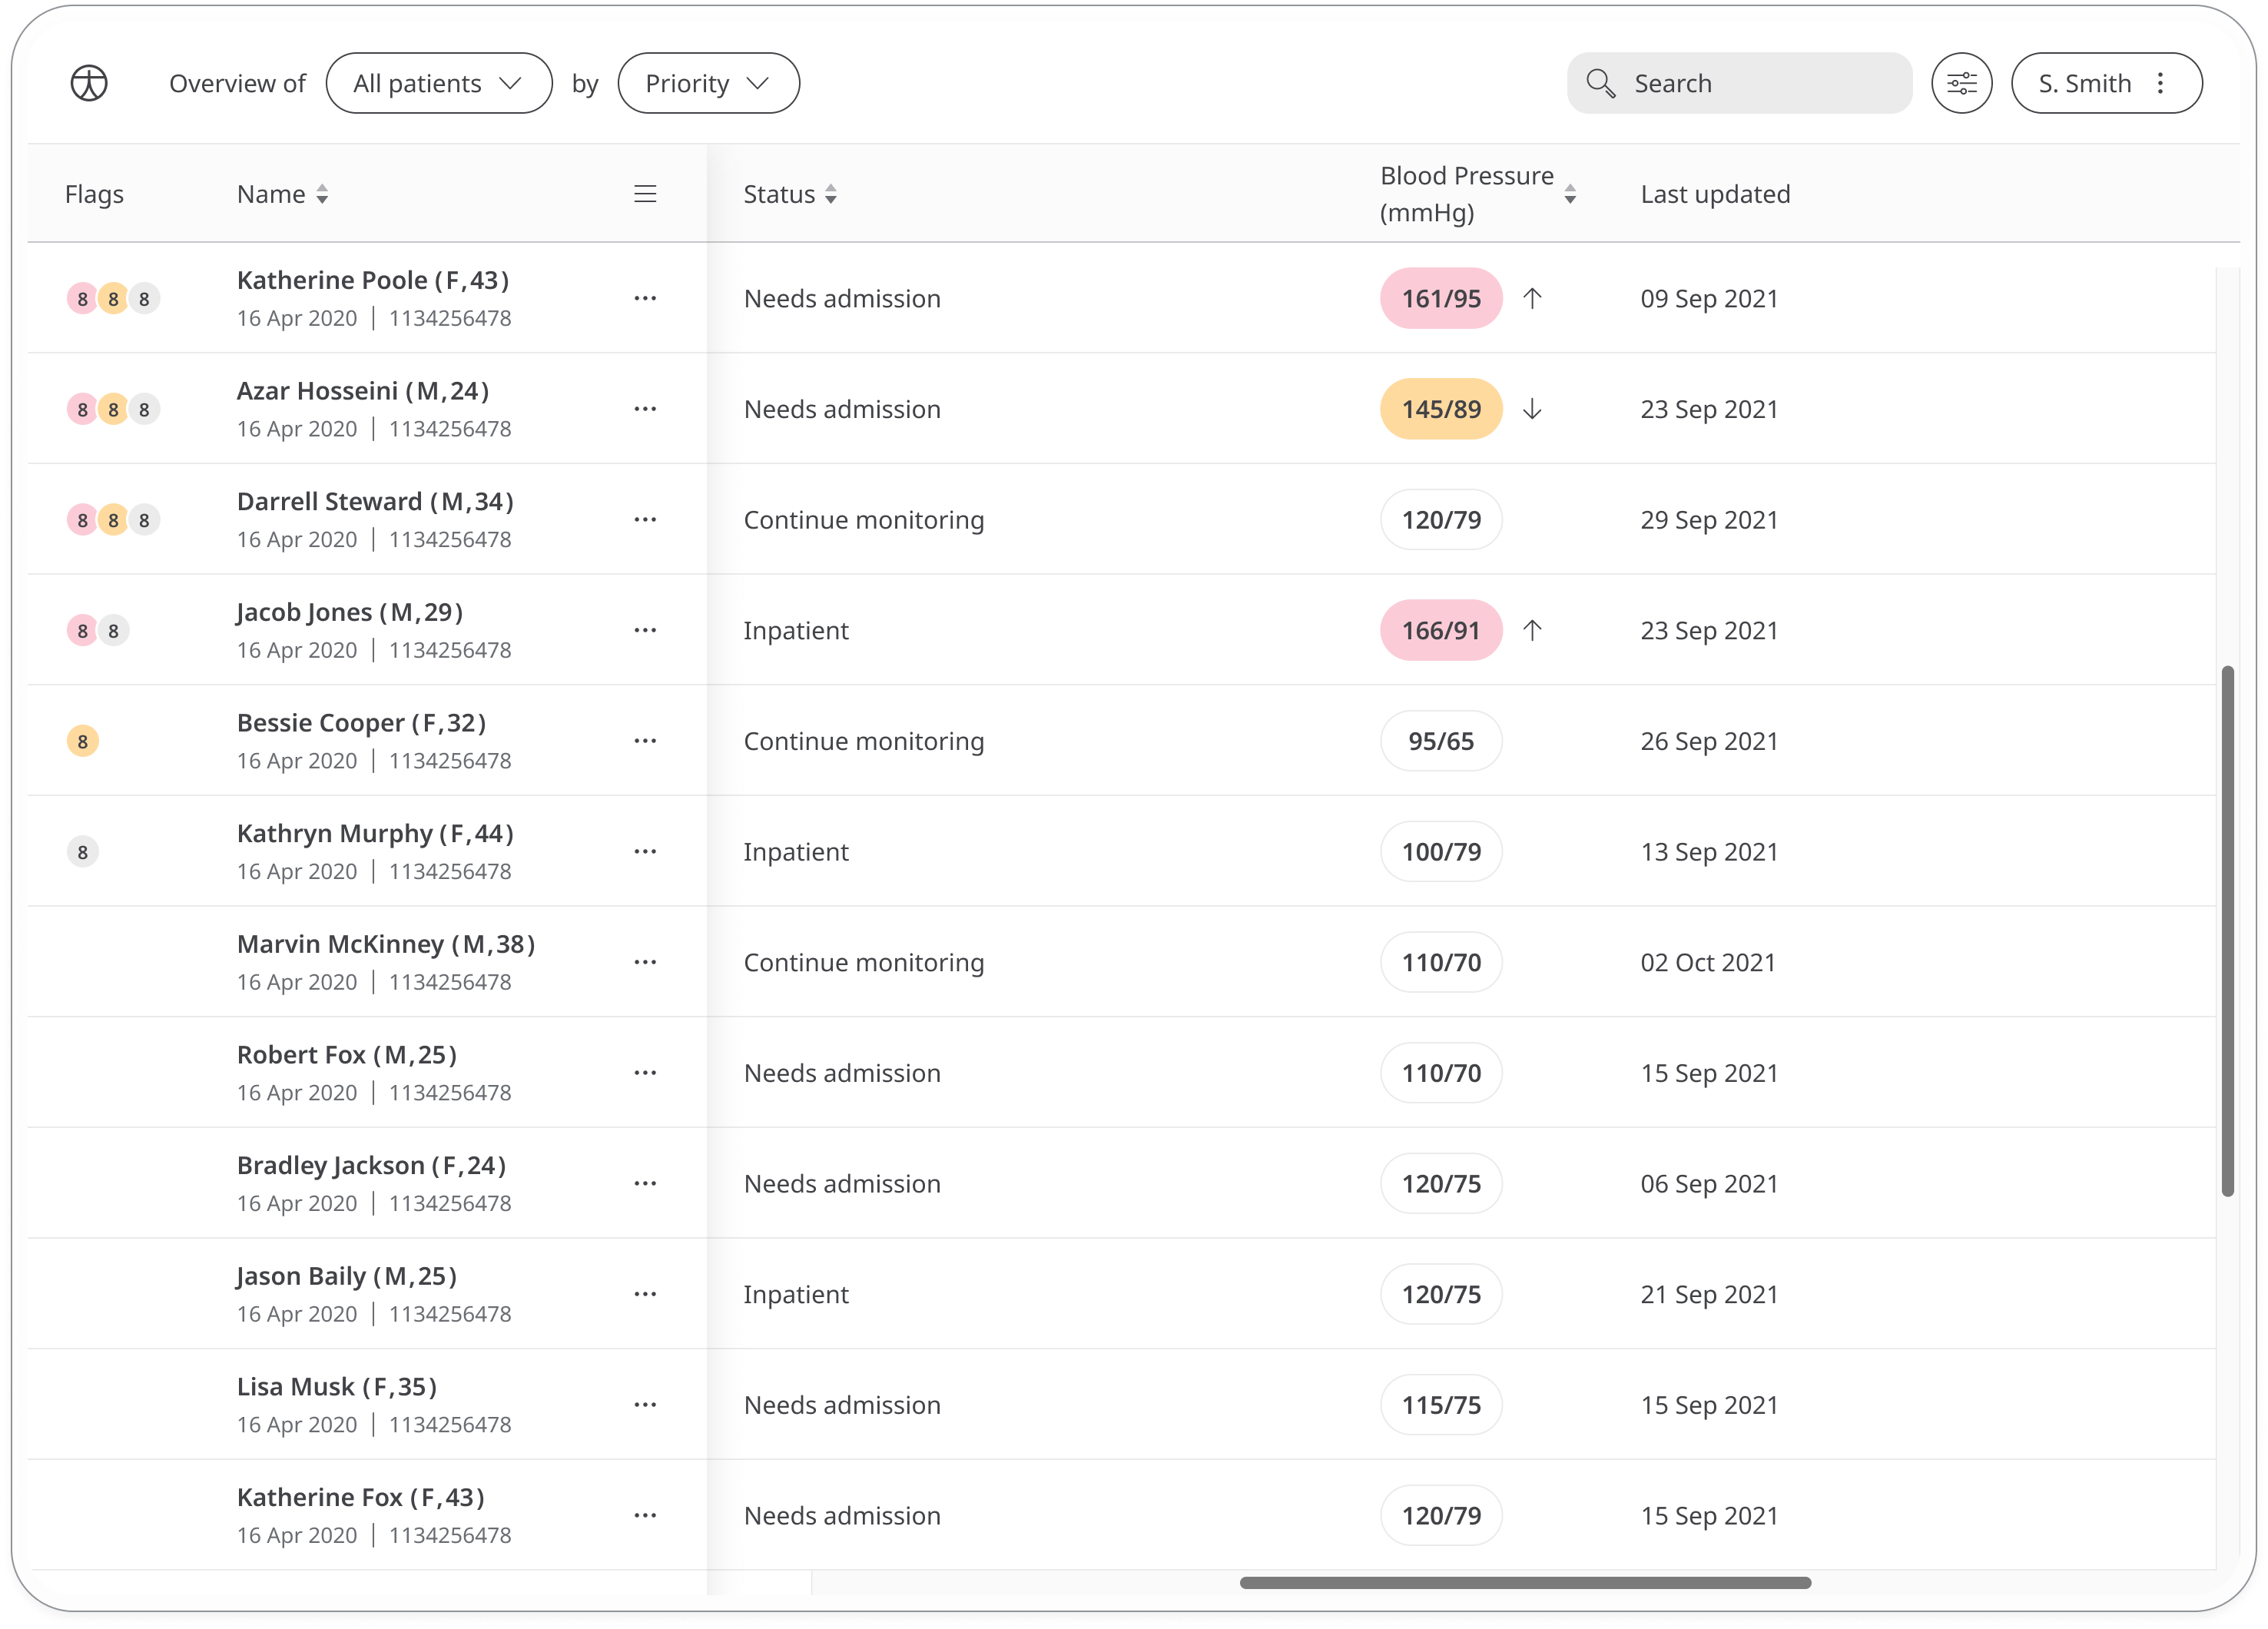 Overview of All patients by Priority Search S. Smith
Flags Name Status Blood Pressure (mmHg) Last updated
8 8 8 Katherine Poole (F,43) Needs admission 161/95 09 Sep 2021
16 Apr 2020 | 1134256478
8 8 8 Azar Hosseini (M,24) Needs admission 145/89 23 Sep 2021
16 Apr 2020 | 1134256478
8 8 8 Darrell Steward (M,34) Continue monitoring 120/79 29 Sep 2021
16 Apr 2020 | 1134256478
8 8 Jacob Jones (M,29) Inpatient 166/91 23 Sep 2021
16 Apr 2020 | 1134256478
8 Bessie Cooper (F,32) Continue monitoring 95/65 26 Sep 2021
16 Apr 2020 | 1134256478
8 Kathryn Murphy (F,44) Inpatient 100/79 13 Sep 2021
16 Apr 2020 | 1134256478
Marvin McKinney (M,38) Continue monitoring 110/70 02 Oct 2021
16 Apr 2020 | 1134256478
Robert Fox (M,25) Needs admission 110/70 15 Sep 2021
16 Apr 2020 | 1134256478
Bradley Jackson (F,24) Needs admission 120/75 06 Sep 2021
16 Apr 2020 | 1134256478
Jason Baily (M,25) Inpatient 120/75 21 Sep 2021
16 Apr 2020 | 1134256478
Lisa Musk (F,35) Needs admission 115/75 15 Sep 2021
16 Apr 2020 | 1134256478
Katherine Fox (F,43) Needs admission 120/79 15 Sep 2021
16 Apr 2020 | 1134256478